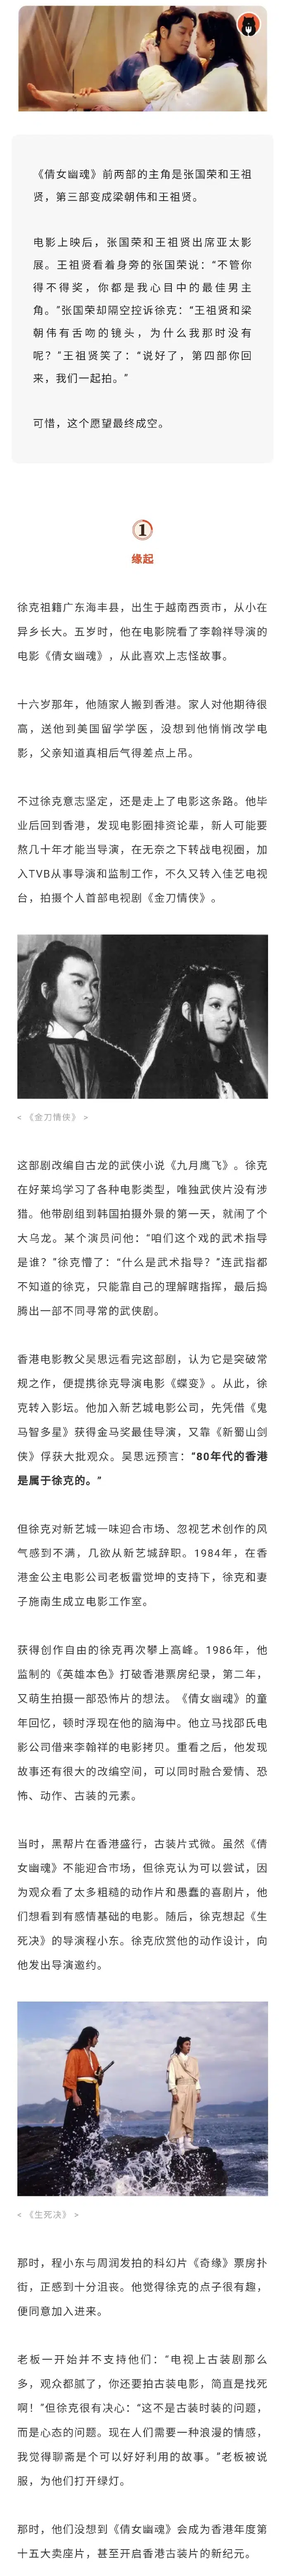 《倩女幽魂》前两部的主角是张国荣和王祖
贤，第三部变成梁朝伟和王祖贤。
电影上映后，张国荣和王祖贤出席亚太影
展。王祖贤看着身旁的张国荣说：“不管你
得不得奖，你都是我心目中的最佳男主
角。”张国荣却隔空控诉徐克：“王祖贤和梁
朝伟有舌吻的镜头，为什么我那时没有
呢？”王祖贤笑了：“说好了，第四部你回
来，我们一起拍。”
可惜，这个愿望最终成空。
1
缘起
徐克祖籍广东海丰县，出生于越南西贡市，从小在
异乡长大。五岁时，他在电影院看了李翰祥导演的
电影《倩女幽魂》，从此喜欢上志怪故事。
十六岁那年，他随家人搬到香港。家人对他期待很
高，送他到美国留学学医，没想到他悄悄改学电
影，父亲知道真相后气得差点上吊。
不过徐克意志坚定，还是走上了电影这条路。他毕
业后回到香港，发现电影圈排资论辈，新人可能要
熬几十年才能当导演，在无奈之下转战电视圈，加
入TVB从事导演和监制工作，不久又转入佳艺电视
台，拍摄个人首部电视剧《金刀情侠》。
< 《金刀情侠》 >
这部剧改编自古龙的武侠小说《九月鹰飞》。徐克
在好莱坞学习了各种电影类型，唯独武侠片没有涉
猎。他带剧组到韩国拍摄外景的第一天，就闹了个
大乌龙。某个演员问他：“咱们这个戏的武术指导
是谁？”徐克懵了：“什么是武术指导？”连武指都
不知道的徐克，只能靠自己的理解瞎指挥，最后捣
腾出一部不同寻常的武侠剧。
香港电影教父吴思远看完这部剧，认为它是突破常
规之作，便提携徐克导演电影《蝶变》。从此，徐
克转入影坛。他加入新艺城电影公司，先凭借《鬼
马智多星》获得金马奖最佳导演，又靠《新蜀山剑
侠》俘获大批观众。吴思远预言：“80年代的香港
是属于徐克的。”
但徐克对新艺城一味迎合市场、忽视艺术创作的风
气感到不满，几欲从新艺城辞职。1984年，在香
港金公主电影公司老板雷觉坤的支持下，徐克和妻
子施南生成立电影工作室。
获得创作自由的徐克再次攀上高峰。1986年，他
监制的《英雄本色》打破香港票房纪录，第二年，
又萌生拍摄一部恐怖片的想法。《倩女幽魂》的童
年回忆，顿时浮现在他的脑海中。他立马找邵氏电
影公司借来李翰祥的电影拷贝。重看之后，他发现
故事还有很大的改编空间，可以同时融合爱情、恐
怖、动作、古装的元素。
当时，黑帮片在香港盛行，古装片式微。虽然《倩
女幽魂》不能迎合市场，但徐克认为可以尝试，因
为观众看了太多粗糙的动作片和愚蠢的喜剧片，他
们想看到有感情基础的电影。随后，徐克想起《生
死决》的导演程小东。徐克欣赏他的动作设计，向
他发出导演邀约。
< 《生死决》 >
那时，程小东与周润发拍的科幻片《奇缘》票房扑
街，正感到十分沮丧。他觉得徐克的点子很有趣，
便同意加入进来。
老板一开始并不支持他们：“电视上古装剧那么
多，观众都腻了，你还要拍古装电影，简直是找死
啊！”但徐克很有决心：“这不是古装时装的问题，
而是心态的问题。现在人们需要一种浪漫的情感，
我觉得聊斋是个可以好好利用的故事。”老板被说
服，为他们打开绿灯。
那时，他们没想到《倩女幽魂》会成为香港年度第
十五大卖座片，甚至开启香港古装片的新纪元。